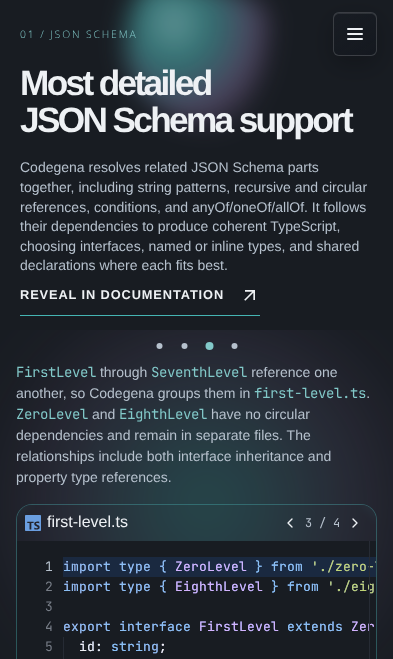 01 / JSON SCHEMA
Most detailed
JSON Schema support
Codegena resolves related JSON Schema parts
together, including string patterns, recursive and circular
references, conditions, and anyOf/oneOf/allOf. It follows
their dependencies to produce coherent TypeScript,
choosing interfaces, named or inline types, and shared
declarations where each fits best.
REVEAL IN DOCUMENTATION
FirstLevel through SeventhLevel reference one
another, so Codegena groups them in first-level.ts.
ZeroLevel and EighthLevel have no circular
dependencies and remain in separate files. The
relationships include both interface inheritance and
property type references.
TS first-level.ts 3 / 4
1 import type { ZeroLevel } from './zero-
2 import type { EighthLevel } from './eig
3
4 export interface FirstLevel extends Zer
5 id: string;